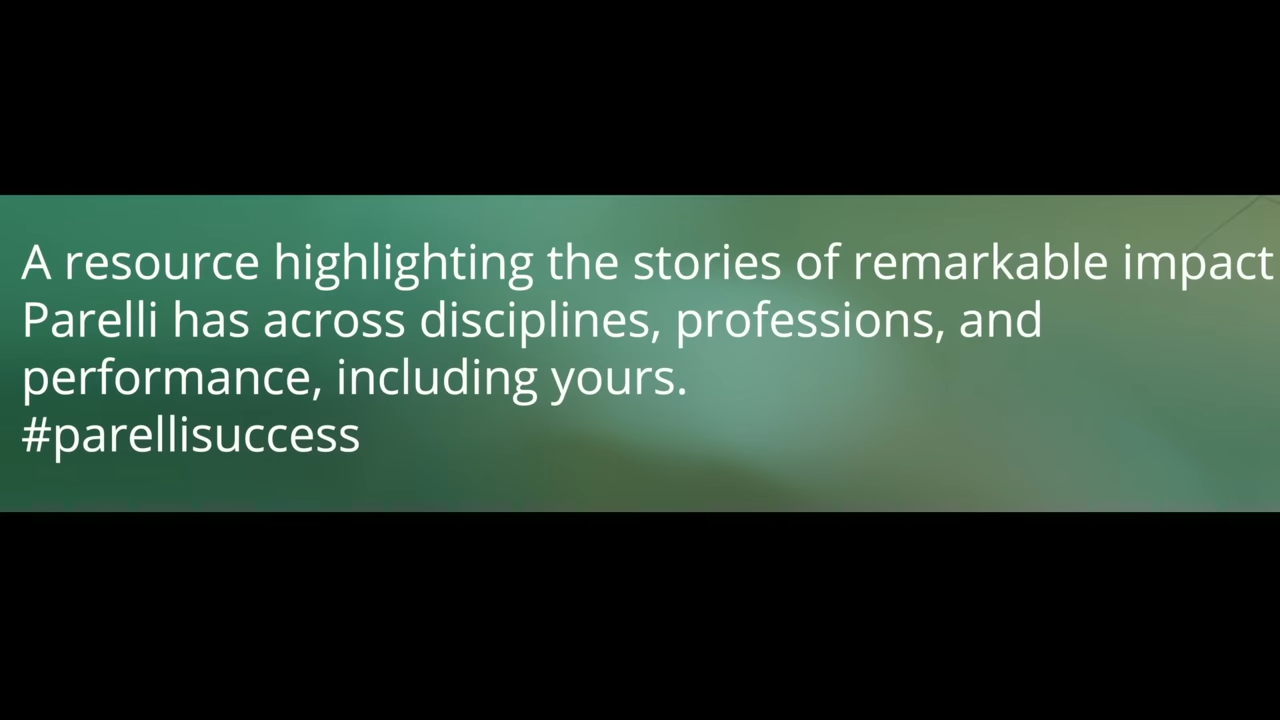 A resource highlighting the stories of remarkable impact
Parelli has across disciplines, professions, and
performance, including yours.
#parellisuccess